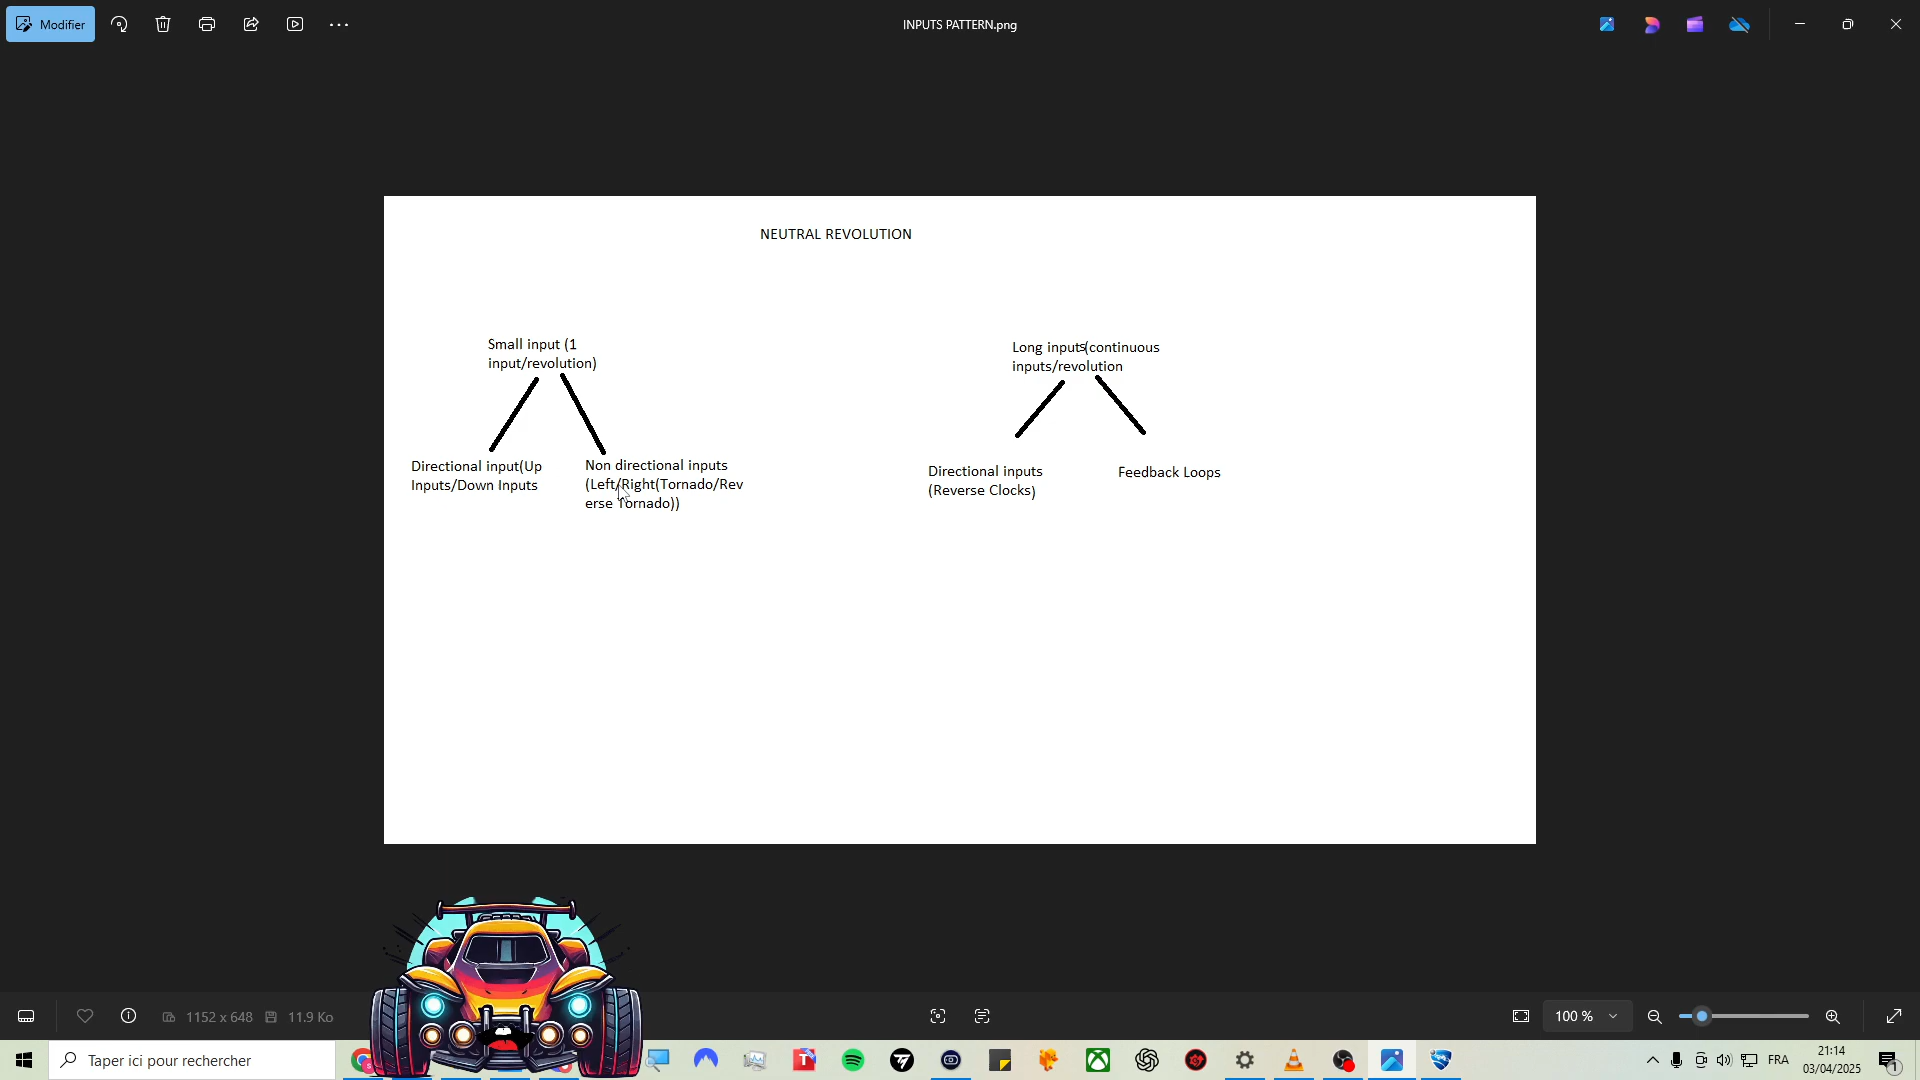 Modifier
INPUTS PATTERN.png
NEUTRAL REVOLUTION
Small input (1
input/revolution)
Long inputs(continuous
inputs/revolution
Directional input(Up
Inputs/Down Inputs
Non directional inputs
(Left/Right(Tornado/Rev
erse Tornado))
Directional inputs
(Reverse Clocks)
Feedback Loops
1152 x 648
11.9 Ko
100 %
Taper ici pour rechercher
FRA
21:14
03/04/2025
1